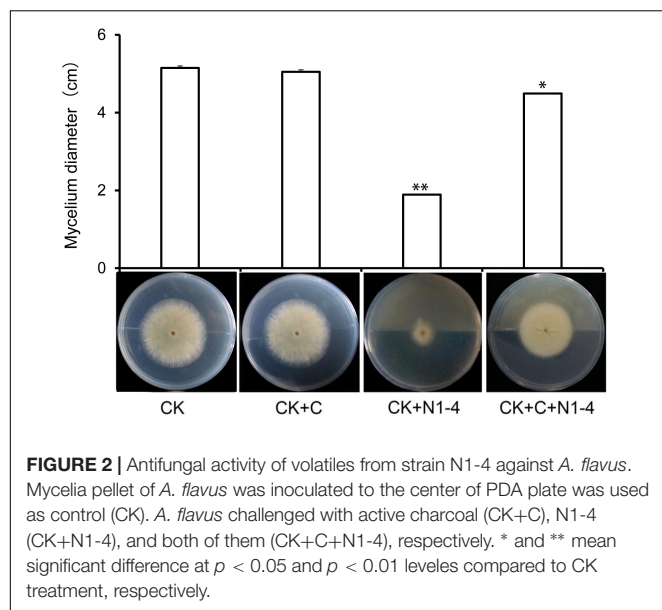 6
4
2
0
Mycelium diameter (cm)
**
*
CK
CK+C
CK+N1-4
CK+C+N1-4
FIGURE 2 | Antifungal activity of volatiles from strain N1-4 against A. flavus.
Mycelia pellet of A. flavus was inoculated to the center of PDA plate was used
as control (CK). A. flavus challenged with active charcoal (CK+C), N1-4
(CK+N1-4), and both of them (CK+C+N1-4), respectively. * and ** mean
significant difference at p < 0.05 and p < 0.01 leveles compared to CK
treatment, respectively.